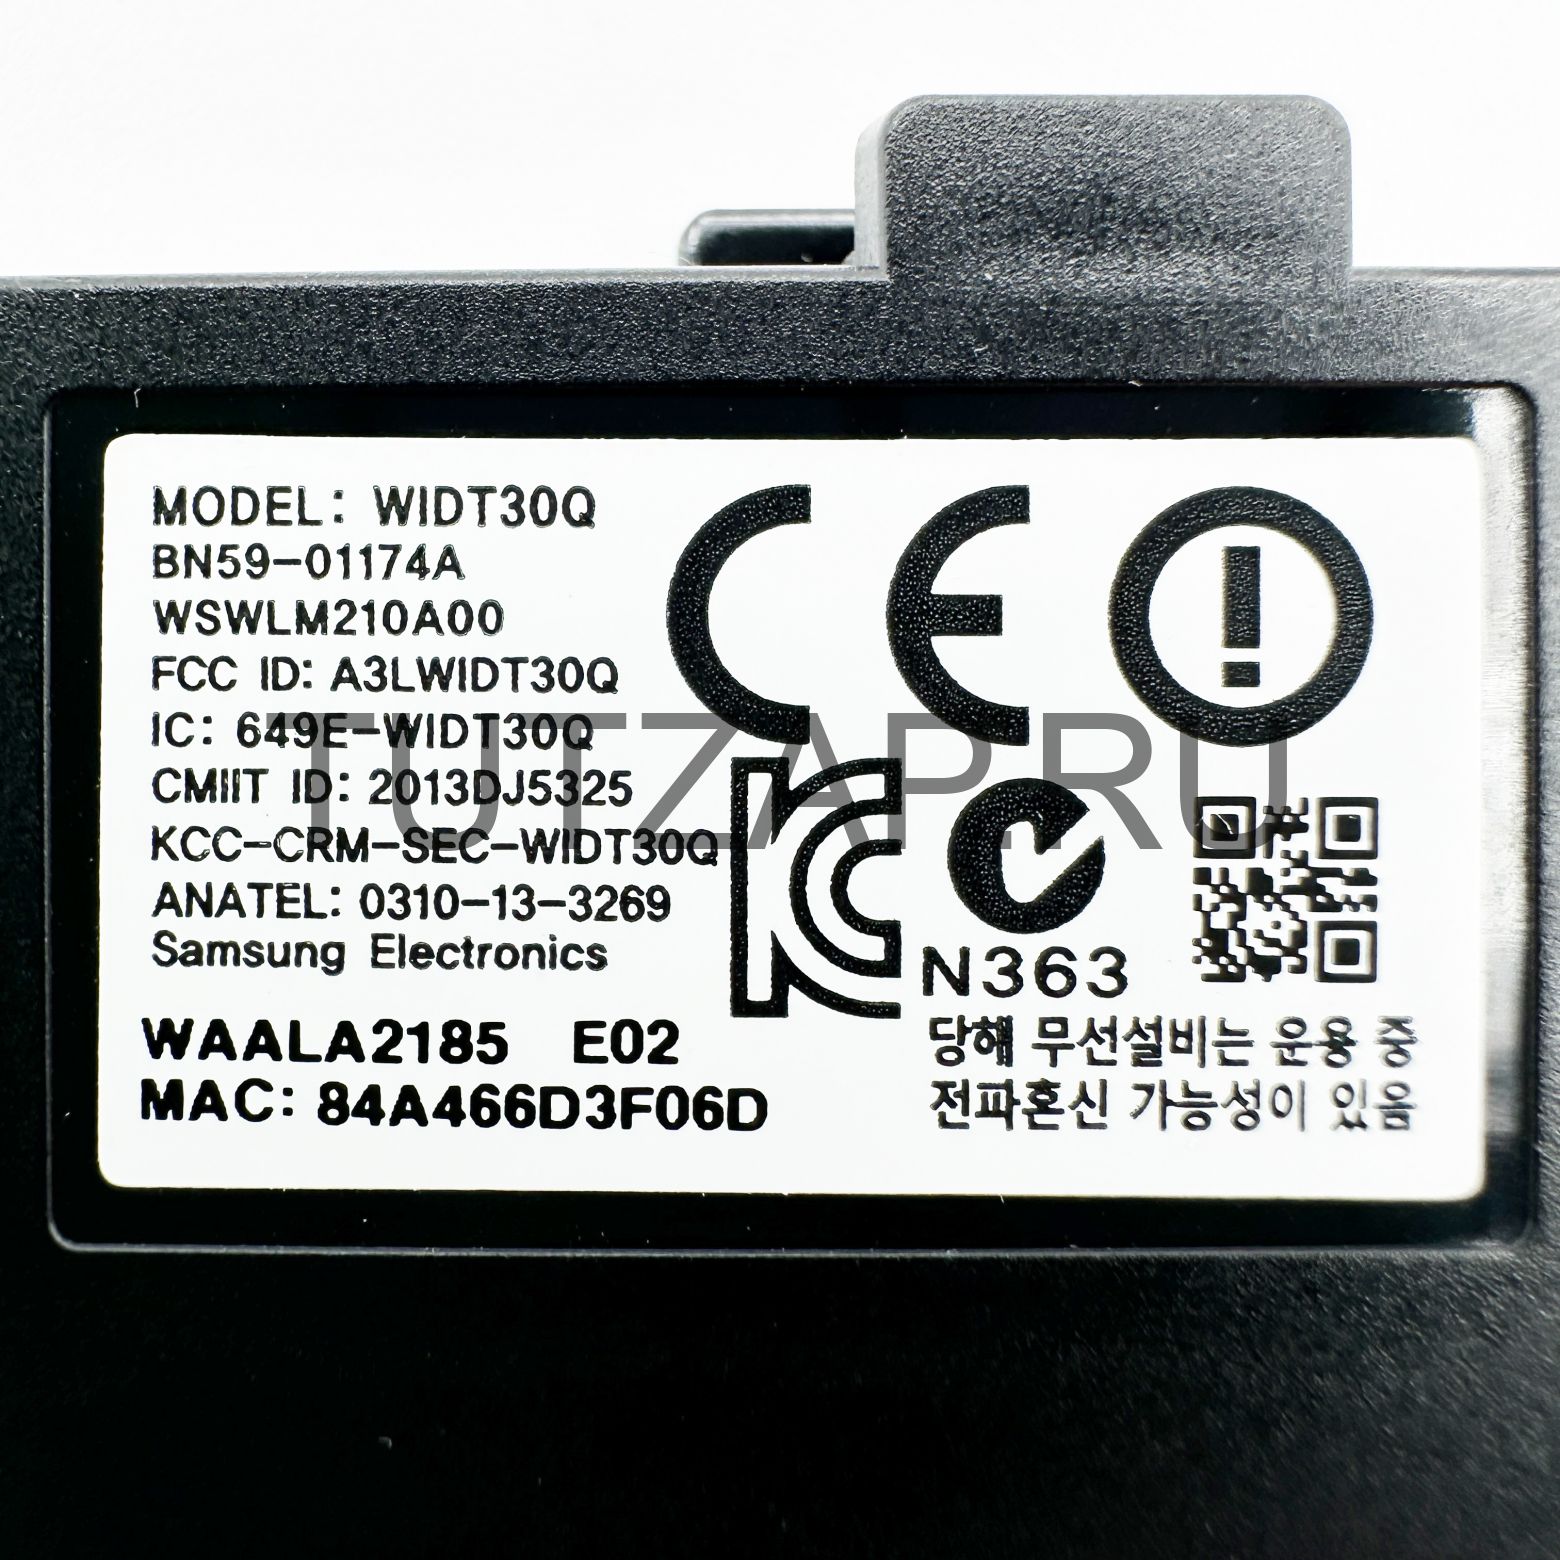 MODEL: WIDT30Q
BN59-01174A
WSWLM210A00
FCC ID: A3LWIDT30Q
IC: 649E-WIDT30Q
CMIIT ID: 2013DJ5325
KCC-CRM-SEC-WIDT30Q
ANATEL: 0310-13-3269
Samsung Electronics
WAALA2185 E02
MAC: 84A466D3F06D
CE
KC
N363
당해 무선설비는 운용 중
전파혼신 가능성이 있음
TUTZAP.RU